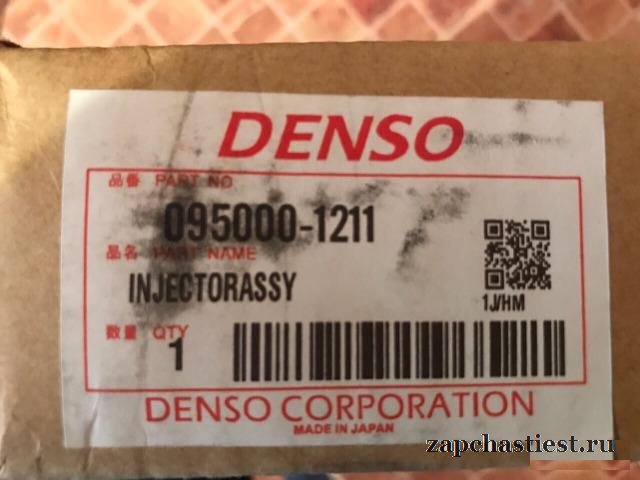 DENSO
品番 PART NO
095000-1211
品名 PART NAME
INJECTORASSY
1J/HM
数量 QTY
1
DENSO CORPORATION
MADE IN JAPAN
zapchastiest.ru